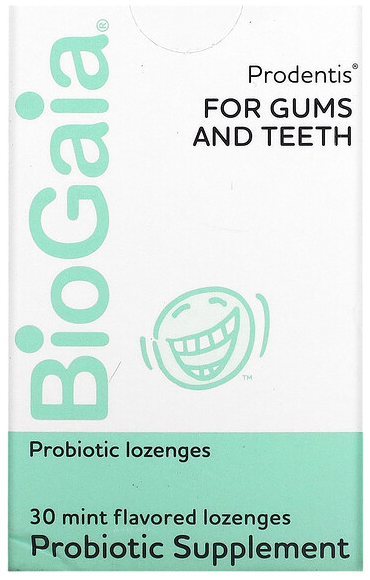 BioGaia®
Prodentis®
FOR GUMS
AND TEETH
TM
Probiotic lozenges
30 mint flavored lozenges
Probiotic Supplement